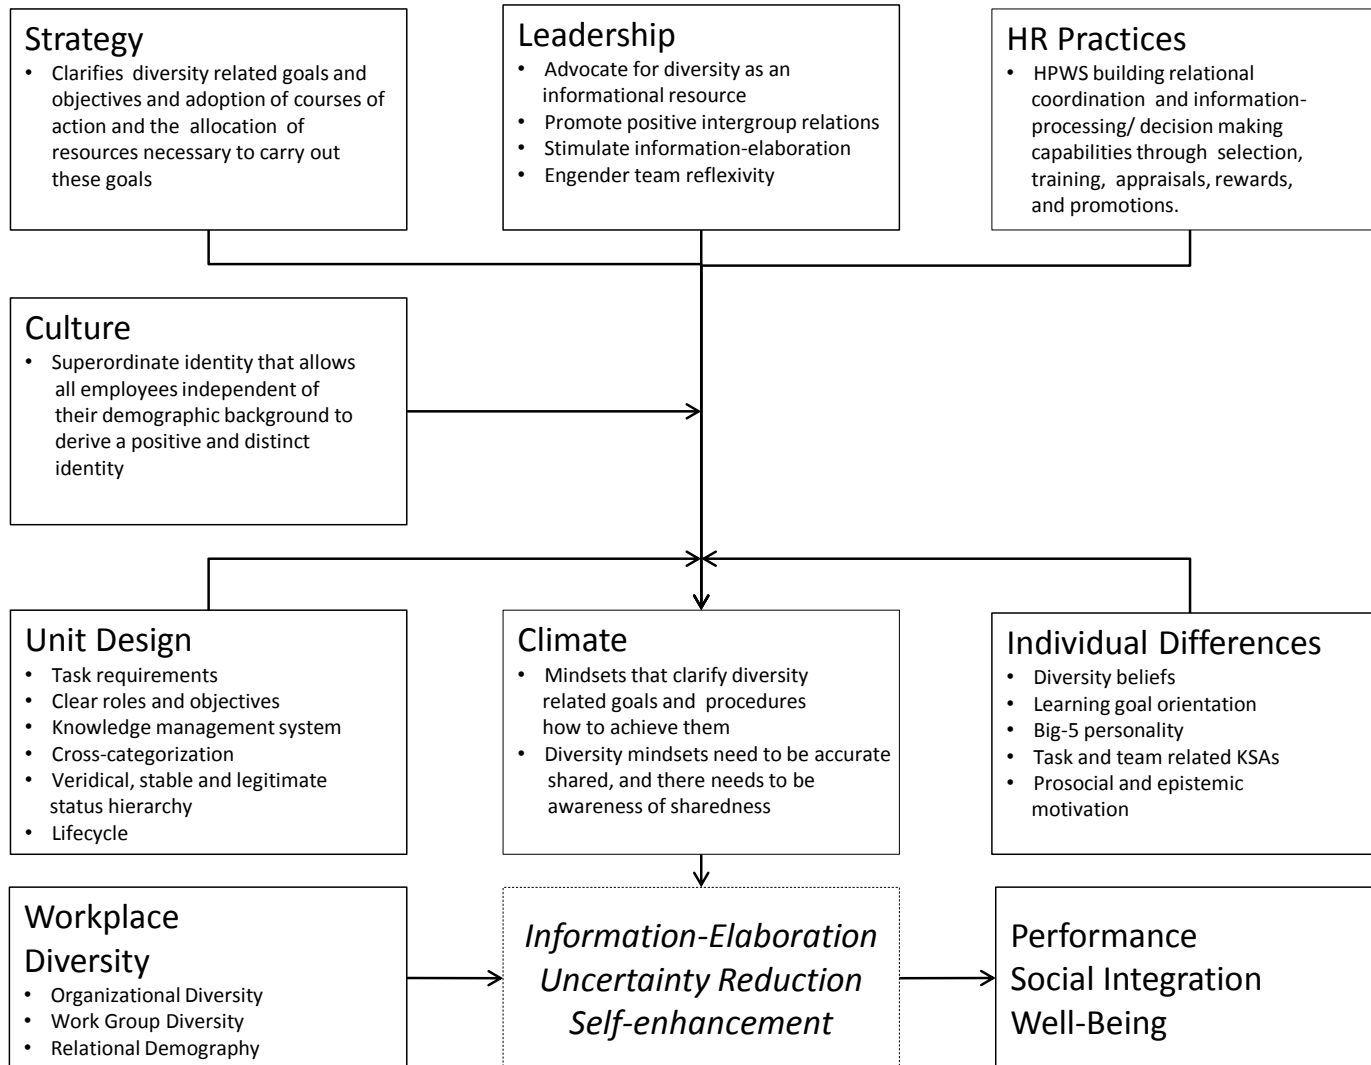 Strategy
• Clarifies diversity related goals and
objectives and adoption of courses of
action and the allocation of
resources necessary to carry out
these goals
Leadership
• Advocate for diversity as an
informational resource
• Promote positive intergroup relations
• Stimulate information-elaboration
• Engender team reflexivity
HR Practices
• HPWS building relational
coordination and information-
processing/ decision making
capabilities through selection,
training, appraisals, rewards,
and promotions.
Culture
• Superordinate identity that allows
all employees independent of
their demographic background to
derive a positive and distinct
identity
Unit Design
• Task requirements
• Clear roles and objectives
• Knowledge management system
• Cross-categorization
• Veridical, stable and legitimate
status hierarchy
• Lifecycle
Climate
• Mindsets that clarify diversity
related goals and procedures
how to achieve them
• Diversity mindsets need to be accurate
shared, and there needs to be
awareness of sharedness
Individual Differences
• Diversity beliefs
• Learning goal orientation
• Big-5 personality
• Task and team related KSAs
• Prosocial and epistemic
motivation
Workplace
Diversity
• Organizational Diversity
• Work Group Diversity
• Relational Demography
Information-Elaboration
Uncertainty Reduction
Self-enhancement
Performance
Social Integration
Well-Being